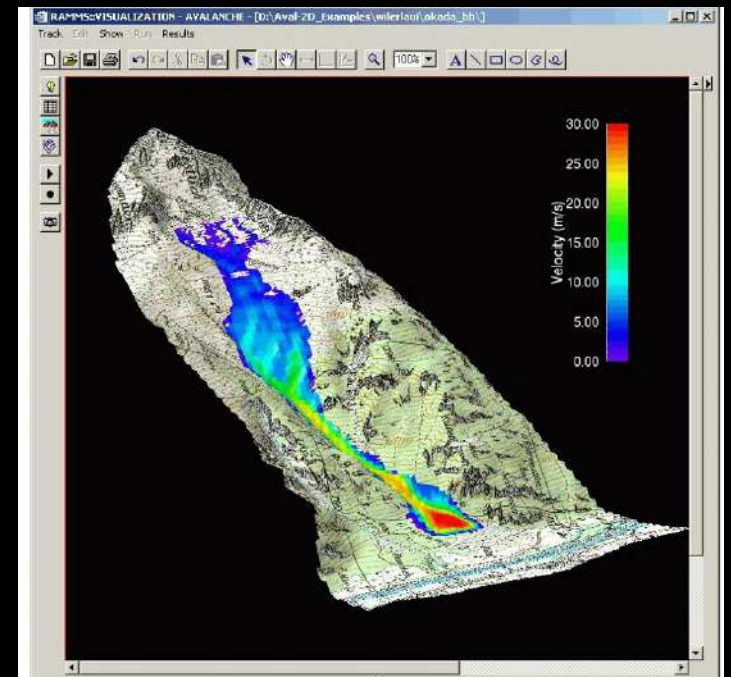 RAMMS::VISUALIZATION - AVALANCHE - [D:\Aval-2D_Examples\wilerlaui\okada_bb\]
Track Edit Show Run Results
100%
A
30.00
25.00
20.00
15.00
10.00
5.00
0.00
Velocity (m/s)